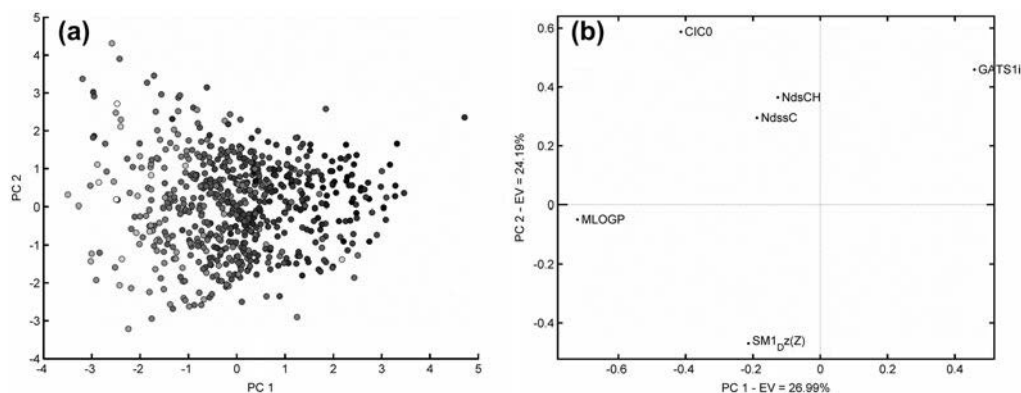 (a)
PC 2
5
4
3
2
1
0
-1
-2
-3
-4
-4 -3 -2 -1 0 1 2 3 4 5
PC 1
(b)
PC 2 - EV = 24.19%
0.6
0.4
0.2
0
-0.2
-0.4
CIC0
GATS1i
NdsCH
NdssC
MLOGP
SM1_Dz(Z)
-0.6 -0.4 -0.2 0 0.2 0.4
PC 1 - EV = 26.99%